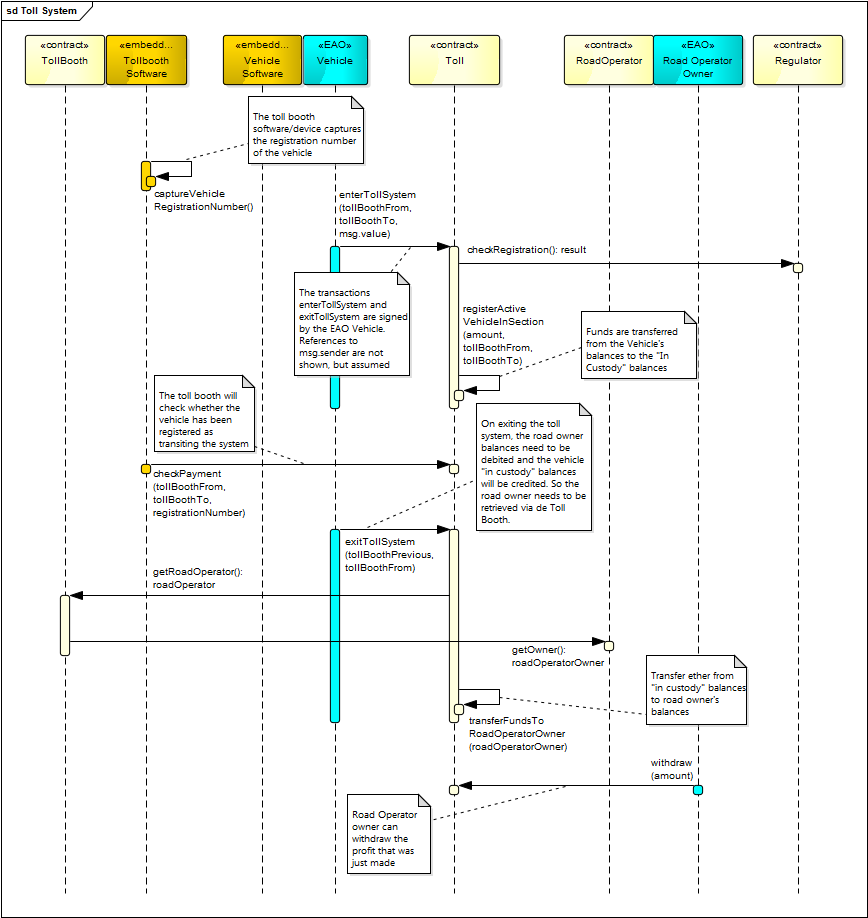 sd Toll System
«contract»
TollBooth
«embedd...
Tollbooth
Software
«embedd...
Vehicle
Software
«EAO»
Vehicle
«contract»
Toll
«contract»
RoadOperator
«EAO»
Road Operator
Owner
«contract»
Regulator
The toll booth
software/device captures
the registration number
of the vehicle
captureVehicle
RegistrationNumber()
enterTollSystem
(tollBoothFrom,
tollBoothTo,
msg.value)
checkRegistration(): result
The transactions
enterTollSystem and
exitTollSystem are signed
by the EAO Vehicle.
References to
msg.sender are not
shown, but assumed
registerActive
VehicleInSection
(amount,
tollBoothFrom,
tollBoothTo)
Funds are transferred
from the Vehicle's
balances to the "In
Custody" balances
The toll booth will
check whether the
vehicle has been
registered as
transiting the system
checkPayment
(tollBoothFrom,
tollBoothTo,
registrationNumber)
On exiting the toll
system, the road owner
balances need to be
debited and the vehicle
"in custody" balances
will be credited. So the
road owner needs to be
retrieved via de Toll
Booth.
exitTollSystem
(tollBoothPrevious,
tollBoothFrom)
getRoadOperator():
roadOperator
getOwner():
roadOperatorOwner
Transfer ether from
"in custody" balances
to road owner's
balances
transferFundsTo
RoadOperatorOwner
(roadOperatorOwner)
withdraw
(amount)
Road Operator
owner can
withdraw the
profit that was
just made